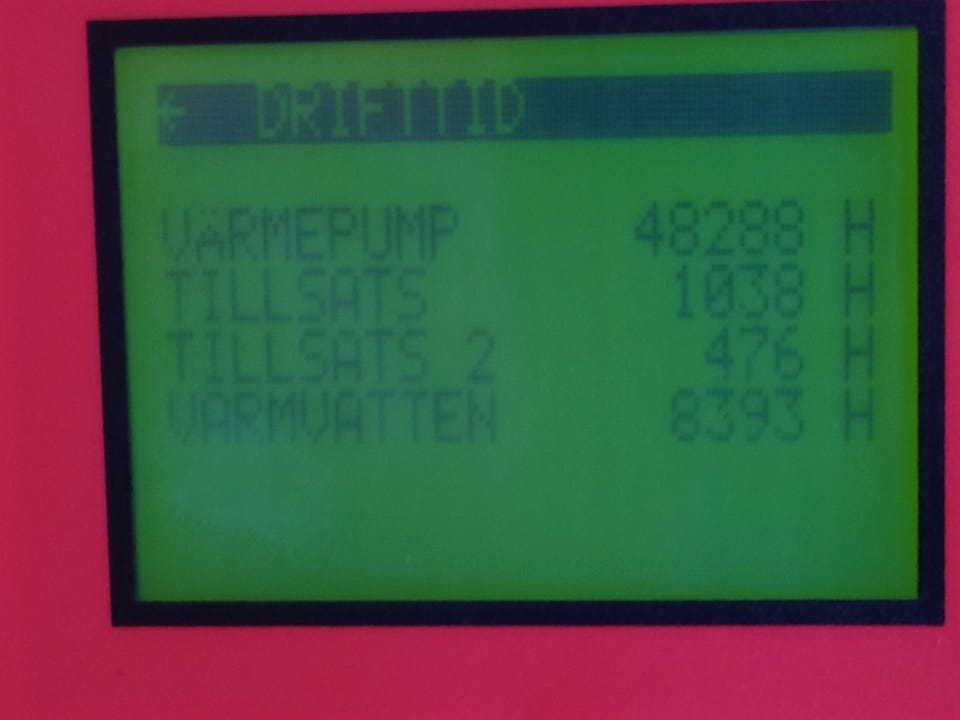 DRIFTTID
VÄRMEPUMP 48288 H
TILLSATS 1038 H
TILLSATS 2 476 H
VARMVATTEN 8393 H